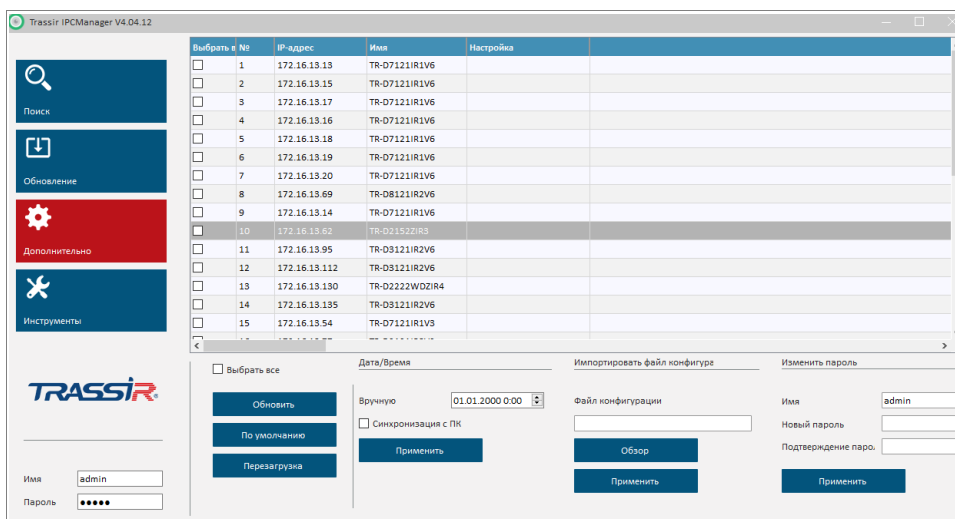 Trassir IPCManager V4.04.12
Выбрать в № IP-адрес Имя Настройка
1 172.16.13.13 TR-D7121IR1V6
2 172.16.13.15 TR-D7121IR1V6
3 172.16.13.17 TR-D7121IR1V6
4 172.16.13.16 TR-D7121IR1V6
5 172.16.13.18 TR-D7121IR1V6
6 172.16.13.19 TR-D7121IR1V6
7 172.16.13.20 TR-D7121IR1V6
8 172.16.13.69 TR-D8121IR2V6
9 172.16.13.14 TR-D7121IR1V6
10 172.16.13.62 TR-D2152ZIR3
11 172.16.13.95 TR-D3121IR2V6
12 172.16.13.112 TR-D3121IR2V6
13 172.16.13.130 TR-D2222WDZIR4
14 172.16.13.135 TR-D3121IR2V6
15 172.16.13.54 TR-D7121IR1V3
Поиск
Обновление
Дополнительно
Инструменты
TRASSIR
Имя admin
Пароль
Выбрать все
Обновить
По умолчанию
Перезагрузка
Дата/Время
Вручную 01.01.2000 0:00
Синхронизация с ПК
Применить
Импортировать файл конфигура
Файл конфигурации
Обзор
Применить
Изменить пароль
Имя admin
Новый пароль
Подтверждение паро.
Применить